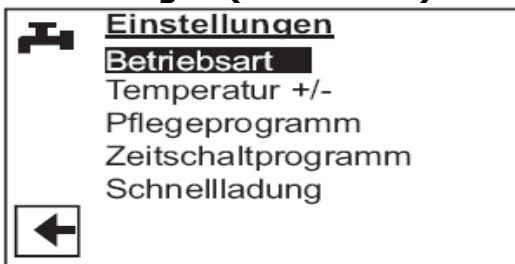 Einstellungen
Betriebsart
Temperatur +/-
Pflegeprogramm
Zeitschaltprogramm
Schnellladung